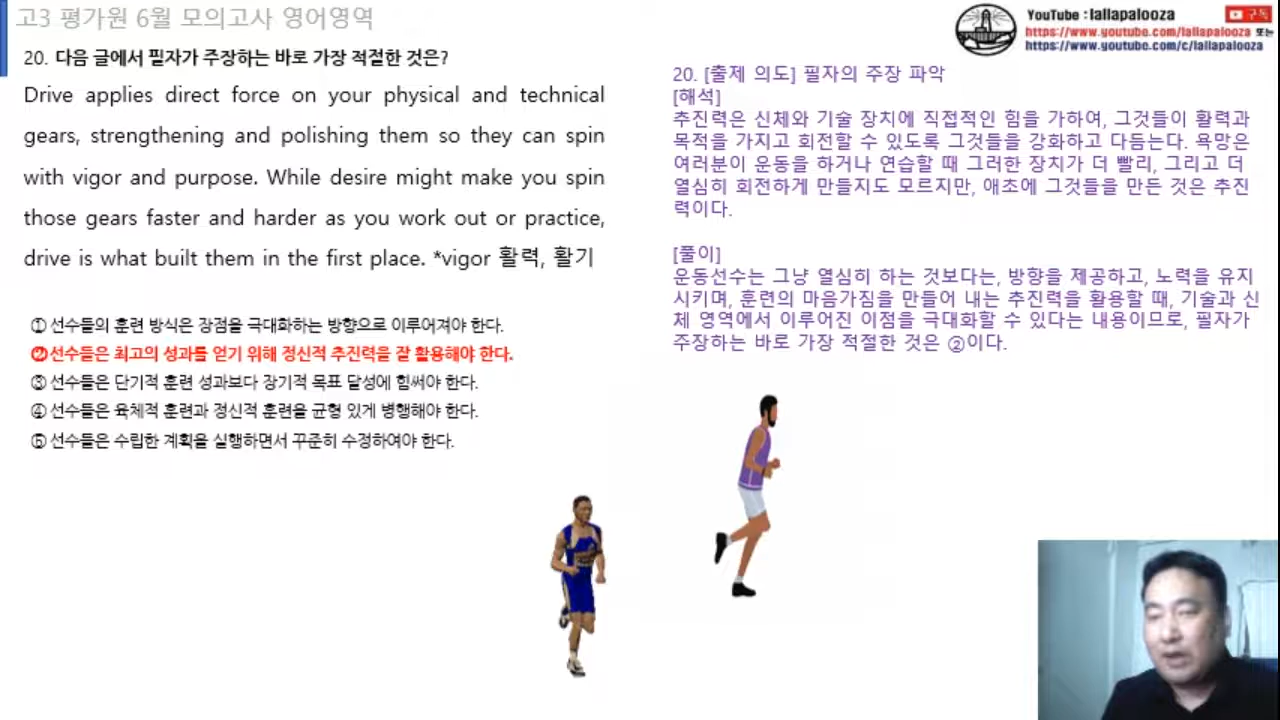 고3 평가원 6월 모의고사 영어영역
20. 다음 글에서 필자가 주장하는 바로 가장 적절한 것은?
Drive applies direct force on your physical and technical
gears, strengthening and polishing them so they can spin
with vigor and purpose. While desire might make you spin
those gears faster and harder as you work out or practice,
drive is what built them in the first place. *vigor 활력, 활기
① 선수들의 훈련 방식은 장점을 극대화하는 방향으로 이루어져야 한다.
② 선수들은 최고의 성과를 얻기 위해 정신적 추진력을 잘 활용해야 한다.
③ 선수들은 단기적 훈련 성과보다 장기적 목표 달성에 힘써야 한다.
④ 선수들은 육체적 훈련과 정신적 훈련을 균형 있게 병행해야 한다.
⑤ 선수들은 수립한 계획을 실행하면서 꾸준히 수정하여야 한다.
YouTube : lallapalooza
구독
https://www.youtube.com/lallapalooza 또는
https://www.youtube.com/c/lallapalooza
20. [출제 의도] 필자의 주장 파악
[해석]
추진력은 신체와 기술 장치에 직접적인 힘을 가하여, 그것들이 활력과
목적을 가지고 회전할 수 있도록 그것들을 강화하고 다듬는다. 욕망은
여러분이 운동을 하거나 연습할 때 그러한 장치가 더 빨리, 그리고 더
열심히 회전하게 만들지도 모르지만, 애초에 그것들을 만든 것은 추진
력이다.
[풀이]
운동선수는 그냥 열심히 하는 것보다는, 방향을 제공하고, 노력을 유지
시키며, 훈련의 마음가짐을 만들어 내는 추진력을 활용할 때, 기술과 신
체 영역에서 이루어진 이점을 극대화할 수 있다는 내용이므로, 필자가
주장하는 바로 가장 적절한 것은 ②이다.